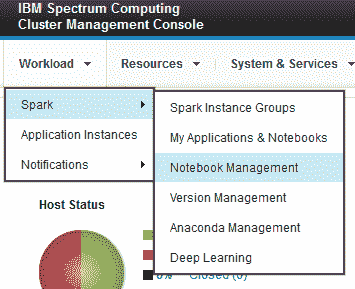 IBM Spectrum Computing
Cluster Management Console
Workload Resources System & Services
Spark
Application Instances
Notifications
Spark Instance Groups
My Applications & Notebooks
Notebook Management
Version Management
Anaconda Management
Deep Learning
Host Status
0% Closed (0)